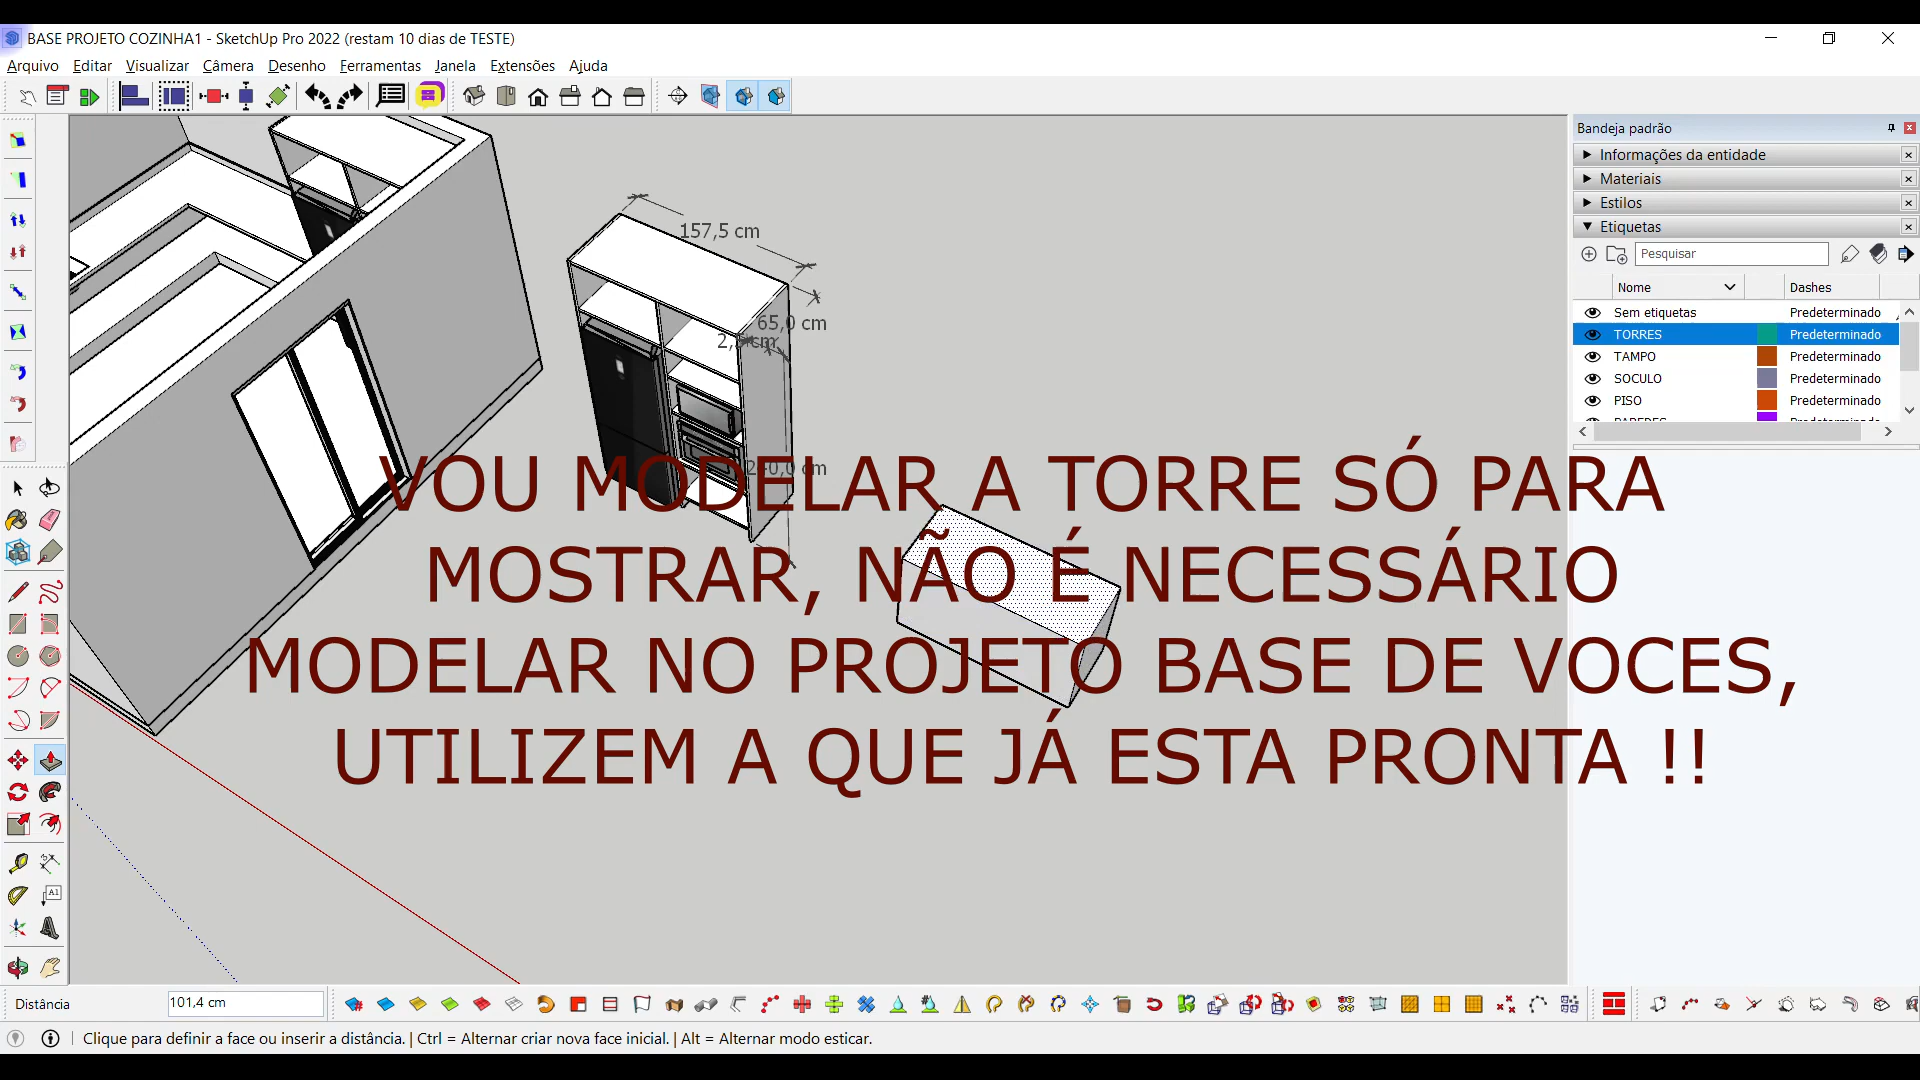 BASE PROJETO COZINHA1 - SketchUp Pro 2022 (restam 10 dias de TESTE)
Arquivo Editar Visualizar Câmera Desenho Ferramentas Janela Extensões Ajuda
Bandeja padrão
Informações da entidade
Materiais
Estilos
Etiquetas
Pesquisar
Nome Dashes
Sem etiquetas Predeterminado
TORRES Predeterminado
TAMPO Predeterminado
SOCULO Predeterminado
PISO Predeterminado
157,5 cm
65,0 cm
VOU MODELAR A TORRE SÓ PARA
MOSTRAR, NÃO É NECESSÁRIO
MODELAR NO PROJETO BASE DE VOCES,
UTILIZEM A QUE JÁ ESTA PRONTA !!
A1
Distância 101,4 cm
Clique para definir a face ou inserir a distância. | Ctrl = Alternar criar nova face inicial. | Alt = Alternar modo esticar.